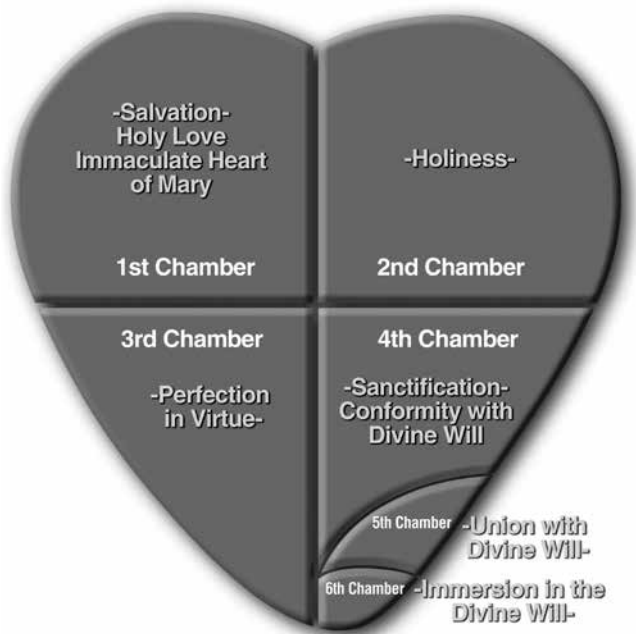 -Salvation-
Holy Love
Immaculate Heart
of Mary
1st Chamber
-Holiness-
2nd Chamber
3rd Chamber
-Perfection
in Virtue-
4th Chamber
-Sanctification-
Conformity with
Divine Will
5th Chamber
-Union with
Divine Will-
6th Chamber
-Immersion in the
Divine Will-